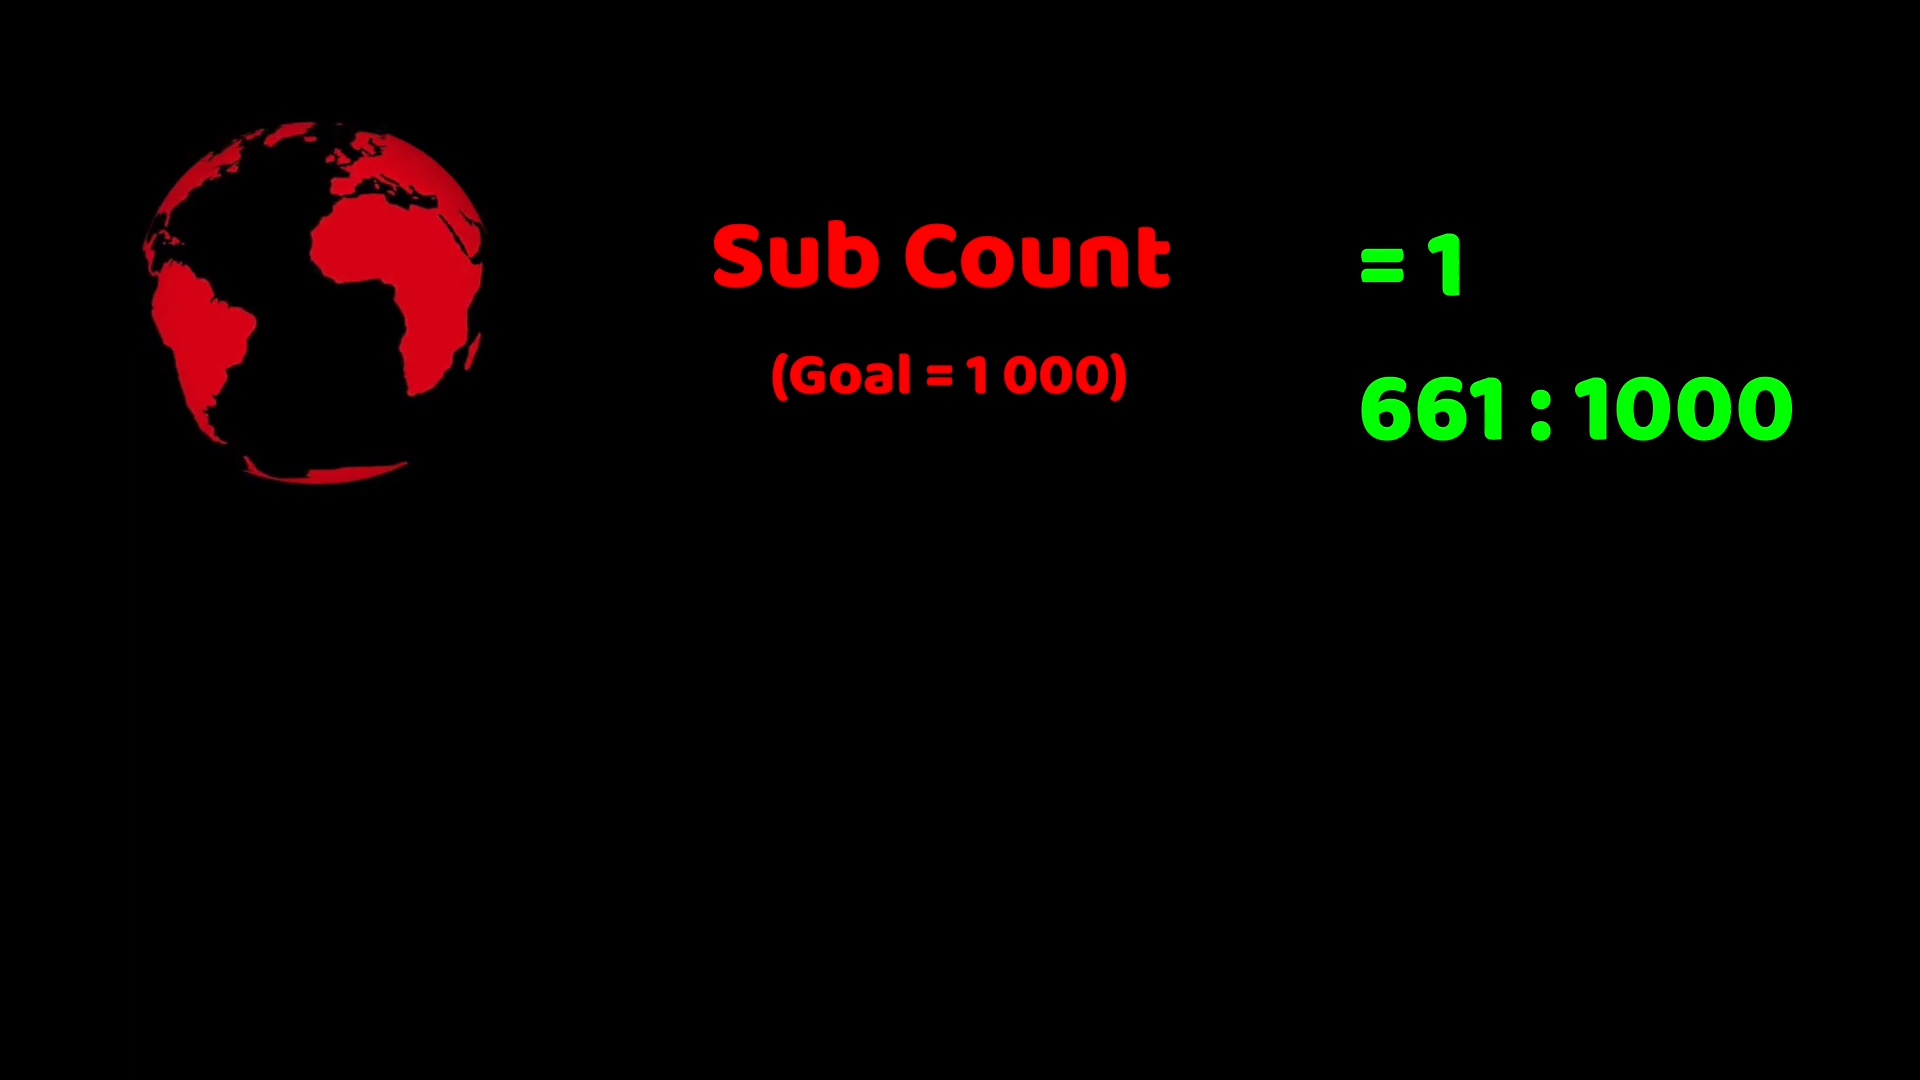 Sub Count
= 1
(Goal = 1 000)
661 : 1000